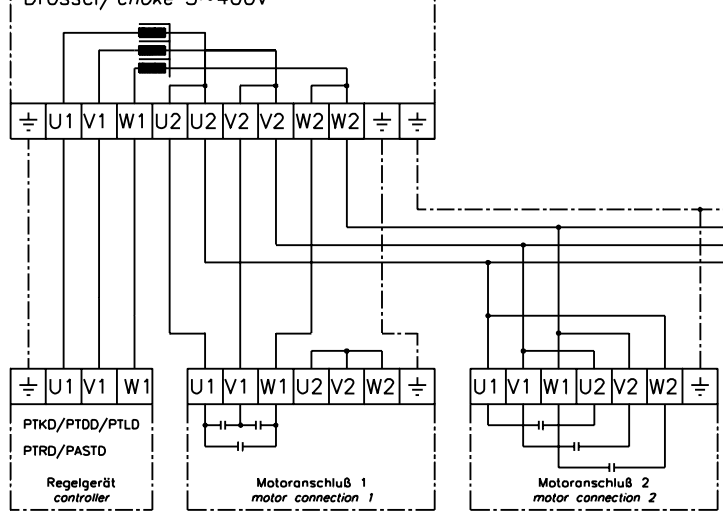 Drossel/ choke 3~400V
U1 V1 W1 U2 U2 V2 V2 W2 W2
U1 V1 W1
U1 V1 W1 U2 V2 W2
U1 V1 W1 U2 V2 W2
PTKD/PTDD/PTLD
PTRD/PASTD
Regelgerät
controller
Motoranschluß 1
motor connection 1
Motoranschluß 2
motor connection 2